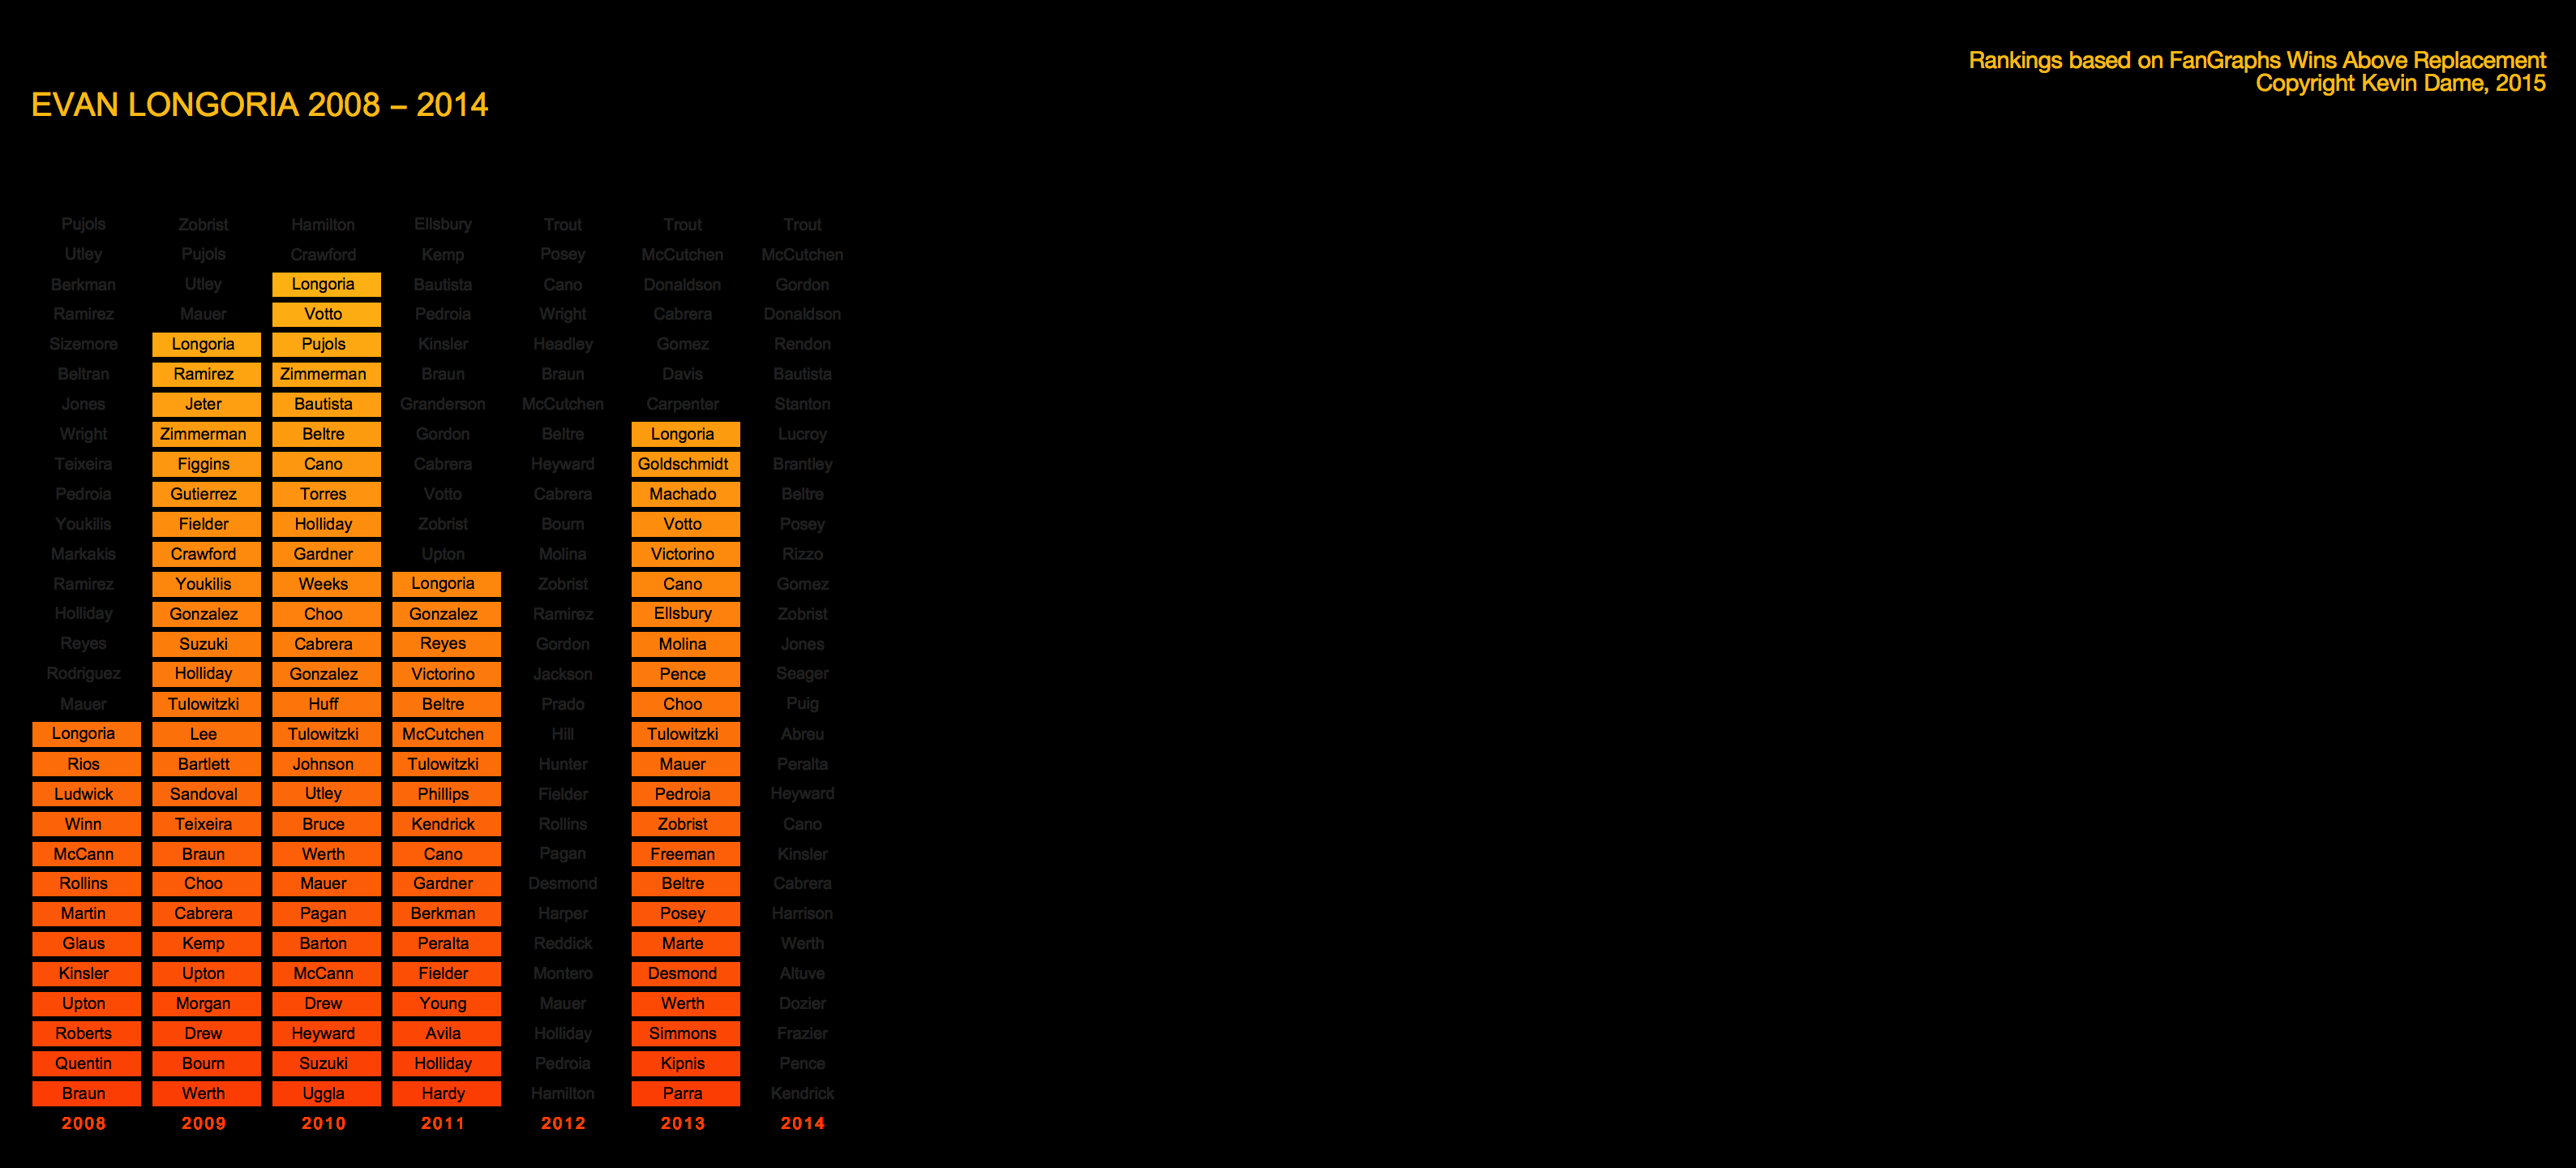 Rankings based on FanGraphs Wins Above Replacement
Copyright Kevin Dame, 2015
EVAN LONGORIA 2008 – 2014
Pujols Zobrist Hamilton Ellsbury Trout Trout Trout
Utley Pujols Crawford Kemp Posey McCutchen McCutchen
Berkman Utley Longoria Bautista Cano Donaldson Gordon
Ramirez Mauer Votto Pedroia Wright Cabrera Donaldson
Sizemore Longoria Pujols Kinsler Headley Gomez Rendon
Beltran Ramirez Zimmerman Braun Braun Davis Bautista
Jones Jeter Bautista Granderson McCutchen Carpenter Stanton
Wright Zimmerman Beltre Gordon Beltre Longoria Lucroy
Teixeira Figgins Cano Cabrera Heyward Goldschmidt Brantley
Pedroia Gutierrez Torres Votto Cabrera Machado Beltre
Youkilis Fielder Holliday Zobrist Bourn Votto Posey
Markakis Crawford Gardner Upton Molina Victorino Rizzo
Ramirez Youkilis Weeks Longoria Zobrist Cano Gomez
Holliday Gonzalez Choo Gonzalez Ramirez Ellsbury Zobrist
Reyes Suzuki Cabrera Reyes Gordon Molina Jones
Rodriguez Holliday Gonzalez Victorino Jackson Pence Seager
Mauer Tulowitzki Huff Beltre Prado Choo Puig
Longoria Lee Tulowitzki McCutchen Hill Tulowitzki Abreu
Rios Bartlett Johnson Tulowitzki Hunter Mauer Peralta
Ludwick Sandoval Utley Phillips Fielder Pedroia Heyward
Winn Teixeira Bruce Kendrick Rollins Zobrist Cano
McCann Braun Werth Cano Pagan Freeman Kinsler
Rollins Choo Mauer Gardner Desmond Beltre Cabrera
Martin Cabrera Pagan Berkman Harper Posey Harrison
Glaus Kemp Barton Peralta Reddick Marte Werth
Kinsler Upton McCann Fielder Montero Desmond Altuve
Upton Morgan Drew Young Mauer Werth Dozier
Roberts Drew Heyward Avila Holliday Simmons Frazier
Quentin Bourn Suzuki Holliday Pedroia Kipnis Pence
Braun Werth Uggla Hardy Hamilton Parra Kendrick
2008 2009 2010 2011 2012 2013 2014